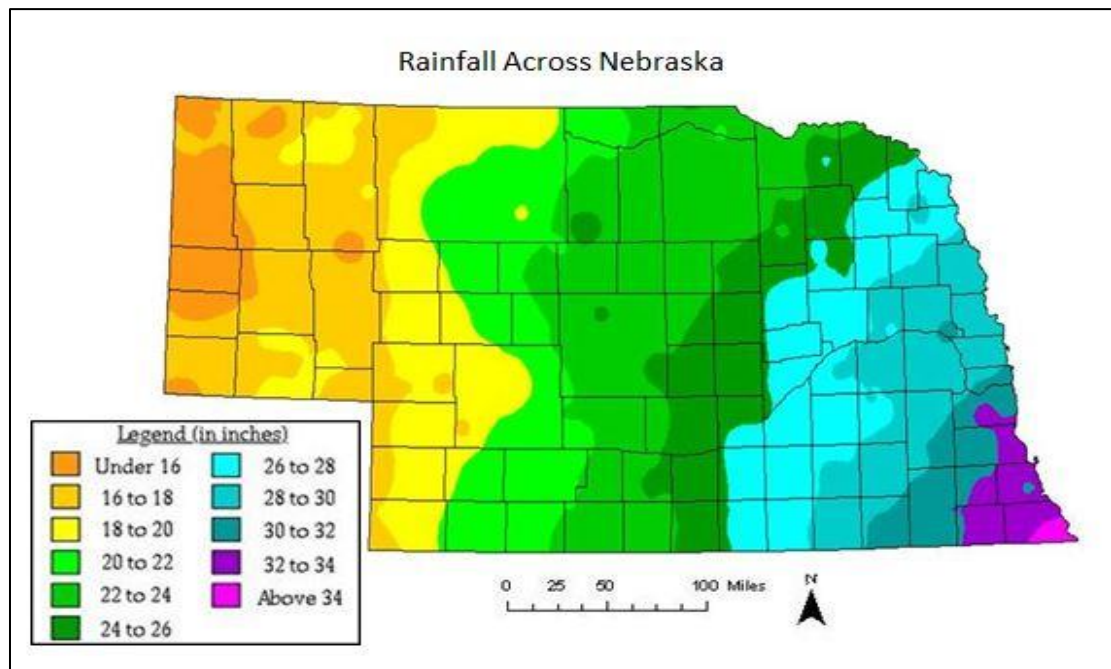 Rainfall Across Nebraska
Legend (in inches)
Under 16
16 to 18
18 to 20
20 to 22
22 to 24
24 to 26
26 to 28
28 to 30
30 to 32
32 to 34
Above 34
0 25 50 100 Miles
N